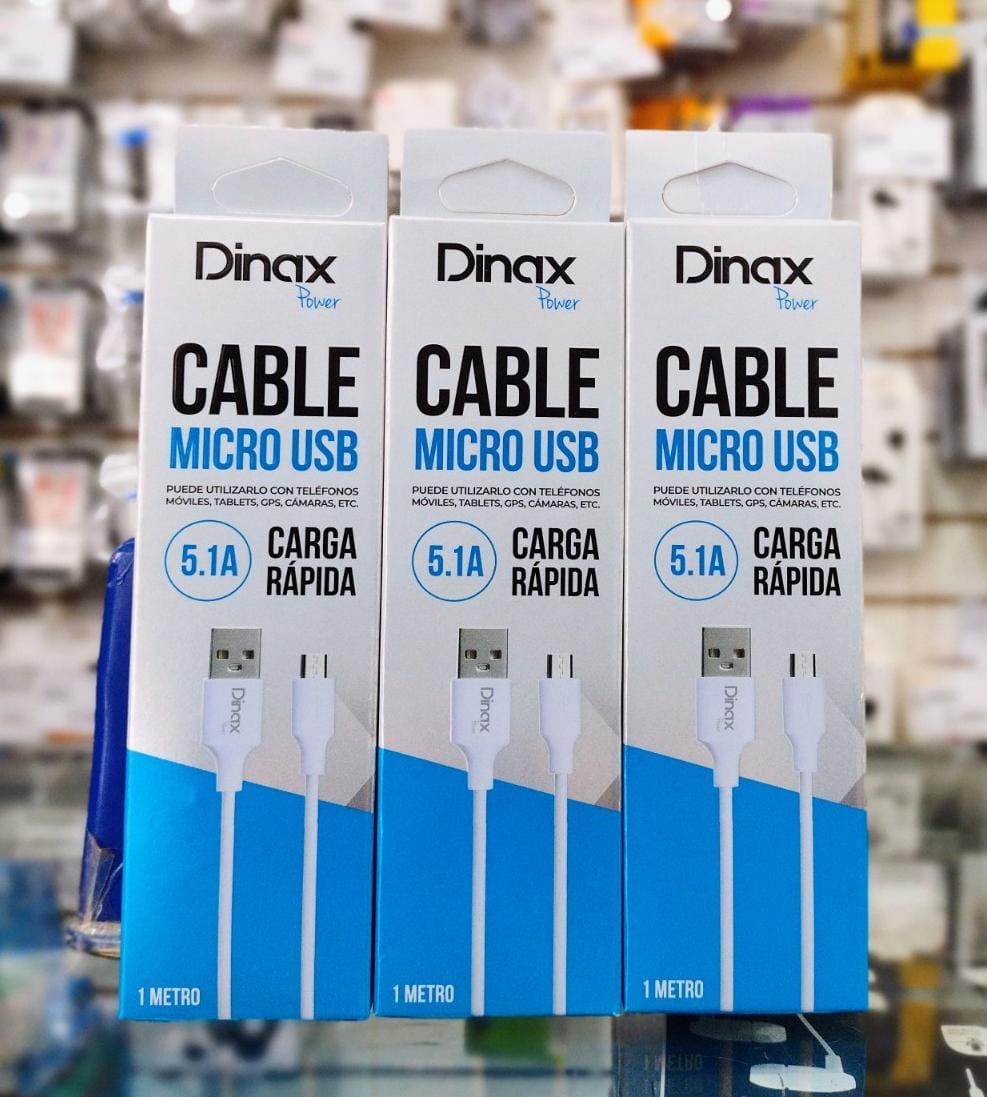 Dinax
Power
CABLE
MICRO USB
PUEDE UTILIZARLO CON TELÉFONOS
MÓVILES, TABLETS, GPS, CÁMARAS, ETC.
5.1A
CARGA
RÁPIDA
Dinax
1 METRO
Dinax
Power
CABLE
MICRO USB
PUEDE UTILIZARLO CON TELÉFONOS
MÓVILES, TABLETS, GPS, CÁMARAS, ETC.
5.1A
CARGA
RÁPIDA
Dinax
1 METRO
Dinax
Power
CABLE
MICRO USB
PUEDE UTILIZARLO CON TELÉFONOS
MÓVILES, TABLETS, GPS, CÁMARAS, ETC.
5.1A
CARGA
RÁPIDA
Dinax
1 METRO